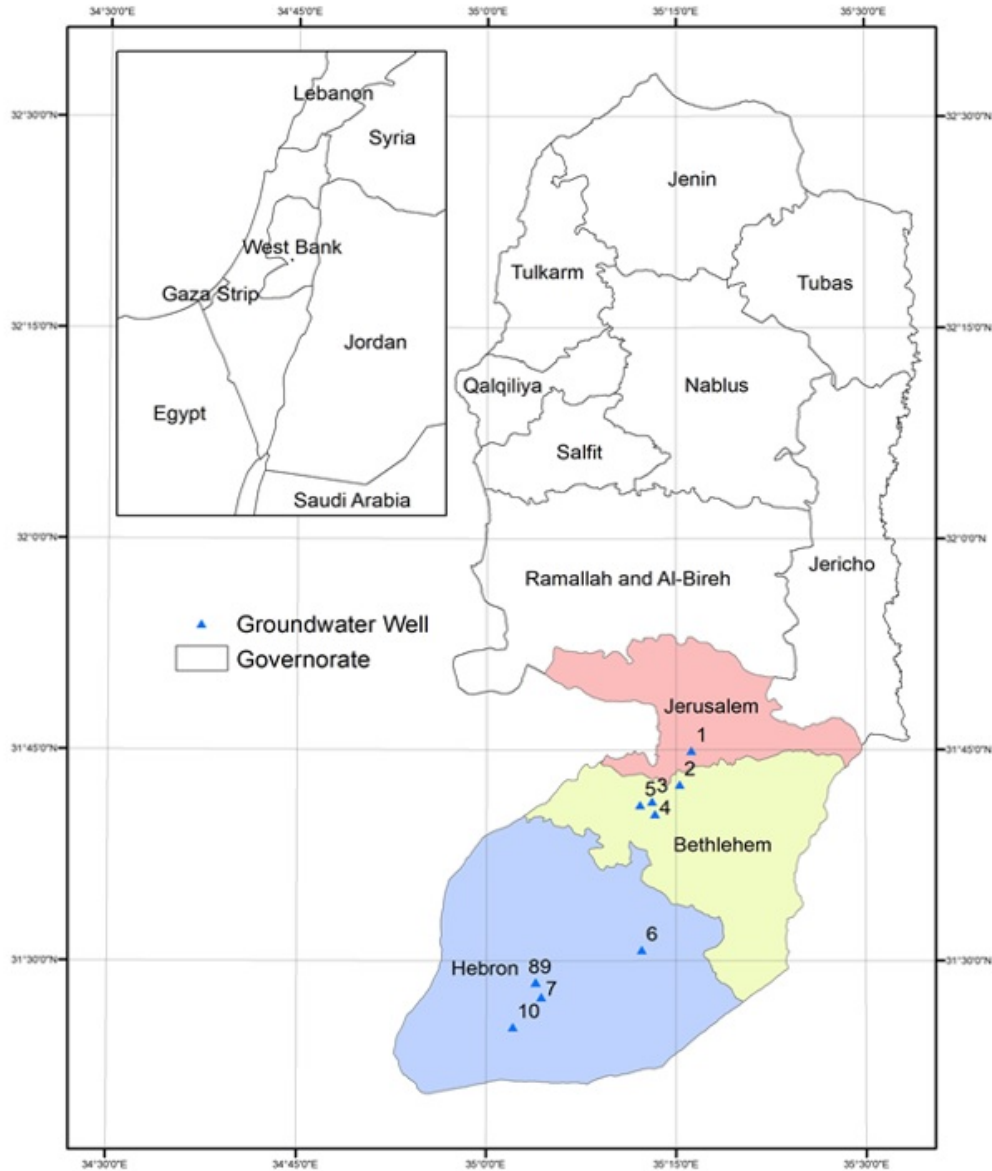 34°30'0"E
34°45'0"E
35°0'0"E
35°15'0"E
35°30'0"E
32°30'0"N
32°30'0"N
Lebanon
Syria
West Bank
Gaza Strip
Jordan
Egypt
Saudi Arabia
Jenin
Tulkarm
Tubas
32°15'0"N
32°15'0"N
Qalqiliya
Nablus
Salfit
32°0'0"N
32°0'0"N
Ramallah and Al-Bireh
Jericho
Groundwater Well
Governorate
Jerusalem
1
31°45'0"N
31°45'0"N
2
5
3
4
Bethlehem
6
31°30'0"N
31°30'0"N
Hebron
89
7
10
34°30'0"E
34°45'0"E
35°0'0"E
35°15'0"E
35°30'0"E